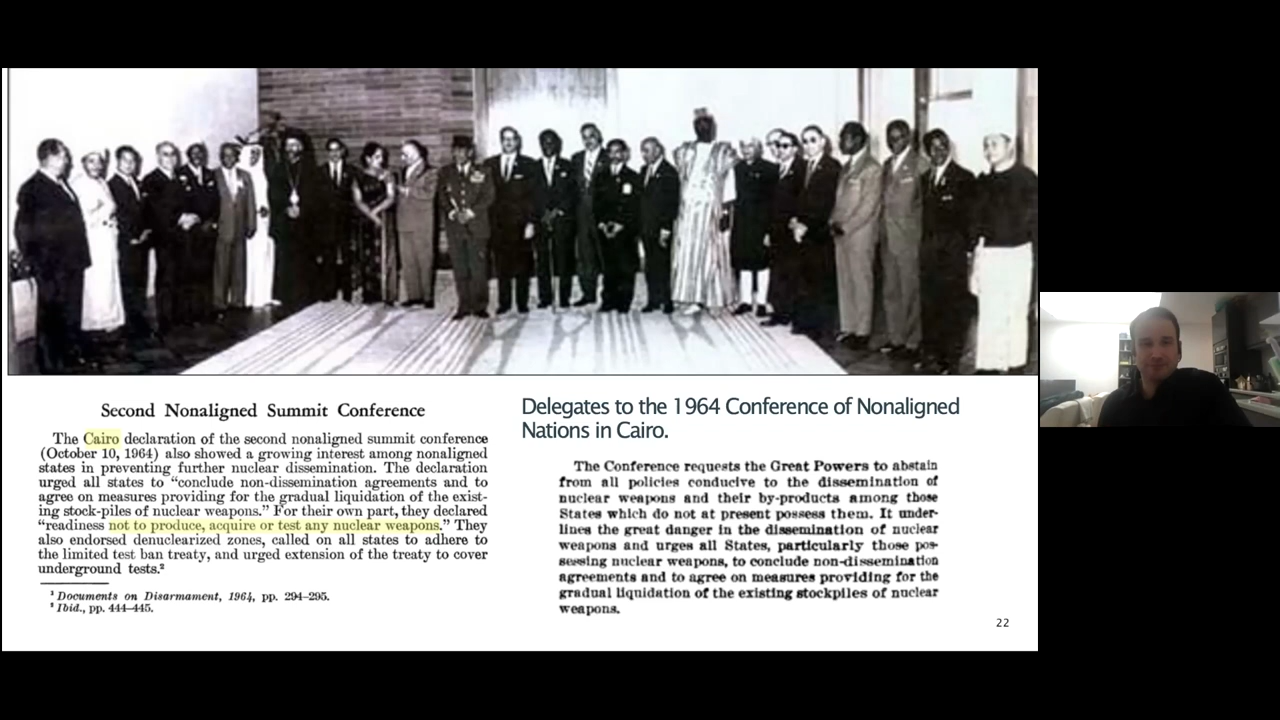 Second Nonaligned Summit Conference
The Cairo declaration of the second nonaligned summit conference
(October 10, 1964) also showed a growing interest among nonaligned
states in preventing further nuclear dissemination. The declaration
urged all states to “conclude non-dissemination agreements and to
agree on measures providing for the gradual liquidation of the exist-
ing stock-piles of nuclear weapons.” For their own part, they declared
“readiness not to produce, acquire or test any nuclear weapons.” They
also endorsed denuclearized zones, called on all states to adhere to
the limited test ban treaty, and urged extension of the treaty to cover
underground tests.²
¹ Documents on Disarmament, 1964, pp. 294–295.
² Ibid., pp. 444–445.
Delegates to the 1964 Conference of Nonaligned
Nations in Cairo.
The Conference requests the Great Powers to abstain
from all policies conducive to the dissemination of
nuclear weapons and their by-products among those
States which do not at present possess them. It under-
lines the great danger in the dissemination of nuclear
weapons and urges all States, particularly those pos-
sessing nuclear weapons, to conclude non-dissemination
agreements and to agree on measures providing for the
gradual liquidation of the existing stockpiles of nuclear
weapons.
22